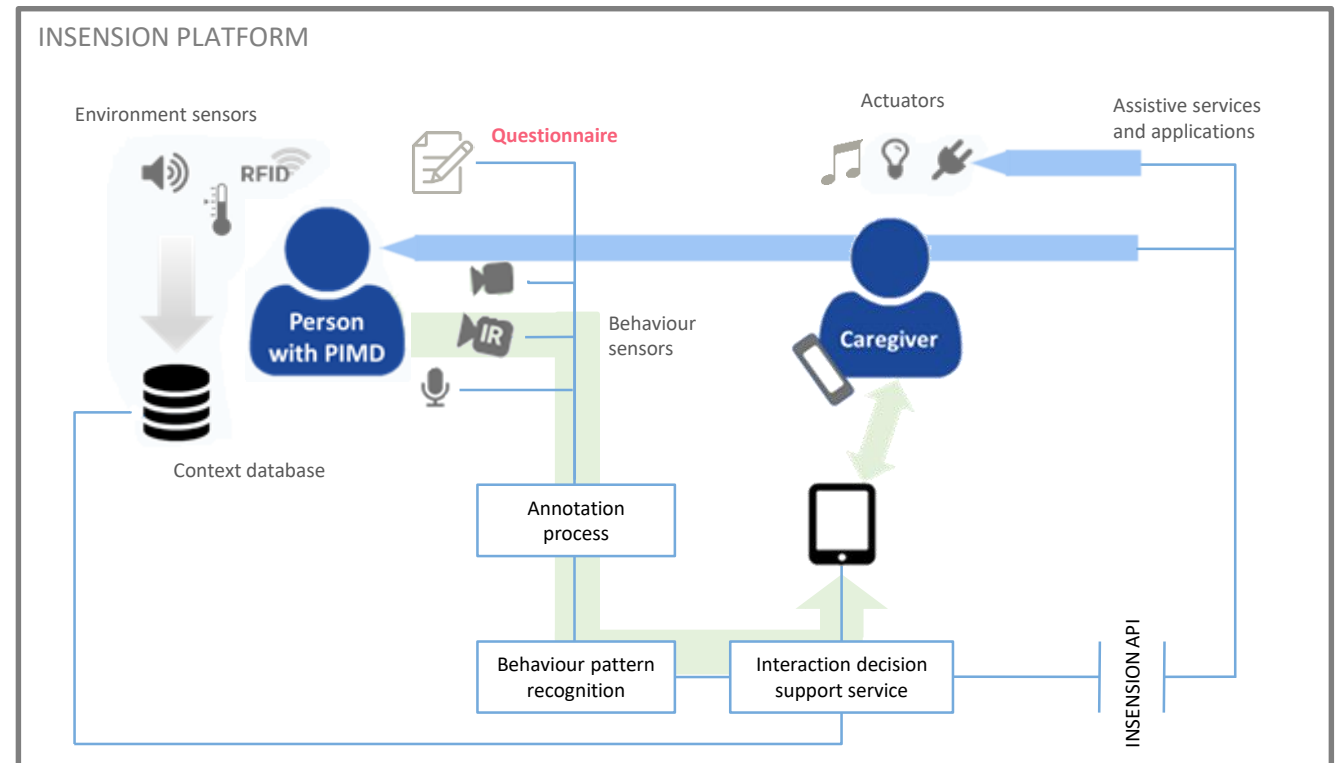 INSENSION PLATFORM
Environment sensors
RFID
Questionnaire
Actuators
Assistive services
and applications
Person
with PIMD
IR
Behaviour
sensors
Caregiver
Context database
Annotation
process
Behaviour pattern
recognition
Interaction decision
support service
INSENSION API